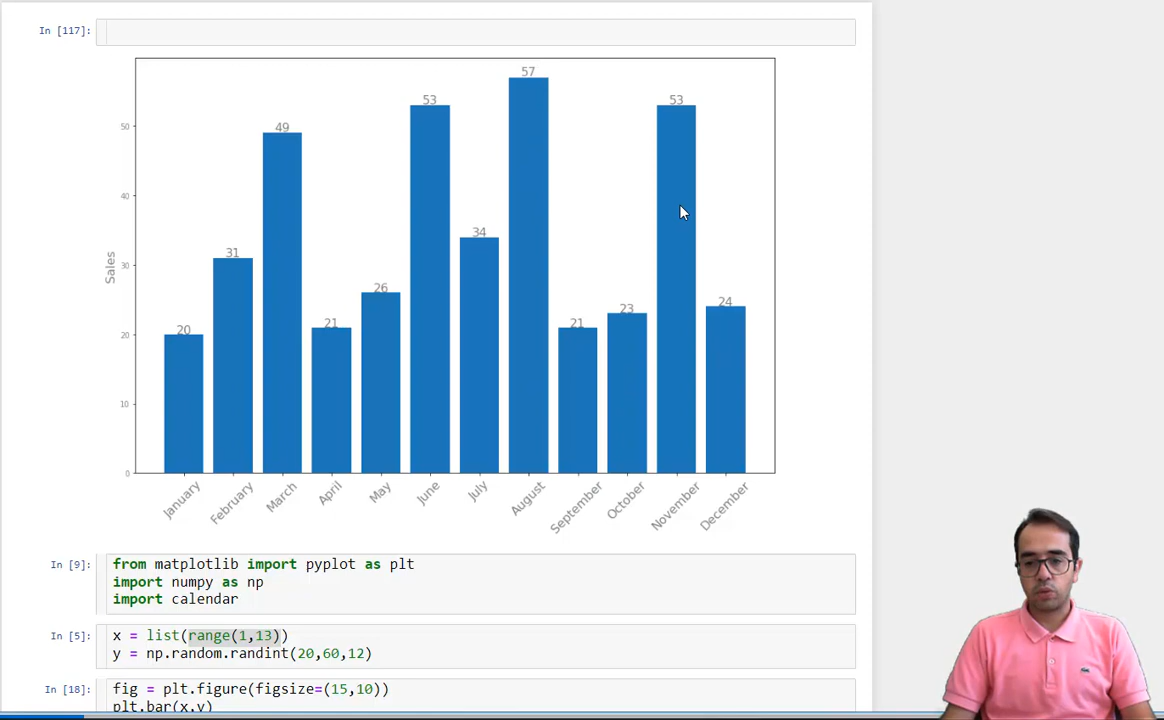 In [117]:
57
53
53
49
50
40
34
31
30
26
24
23
21
21
20
20
10
0
Sales
January February March April May June July August September October November December
In [9]: from matplotlib import pyplot as plt
import numpy as np
import calendar
In [5]: x = list(range(1,13))
y = np.random.randint(20,60,12)
In [18]: fig = plt.figure(figsize=(15,10))
plt.bar(x,y)